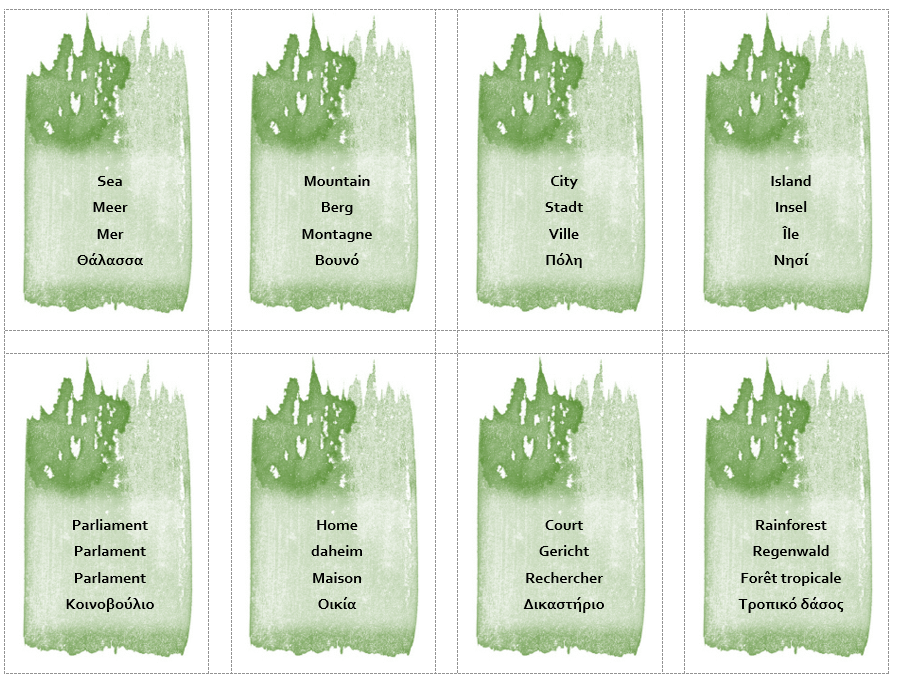 Sea
Meer
Mer
Θάλασσα
Mountain
Berg
Montagne
Βουνό
City
Stadt
Ville
Πόλη
Island
Insel
Île
Νησί
Parliament
Parlament
Parlament
Κοινοβούλιο
Home
daheim
Maison
Οικία
Court
Gericht
Rechercher
Δικαστήριο
Rainforest
Regenwald
Forêt tropicale
Τροπικό δάσος